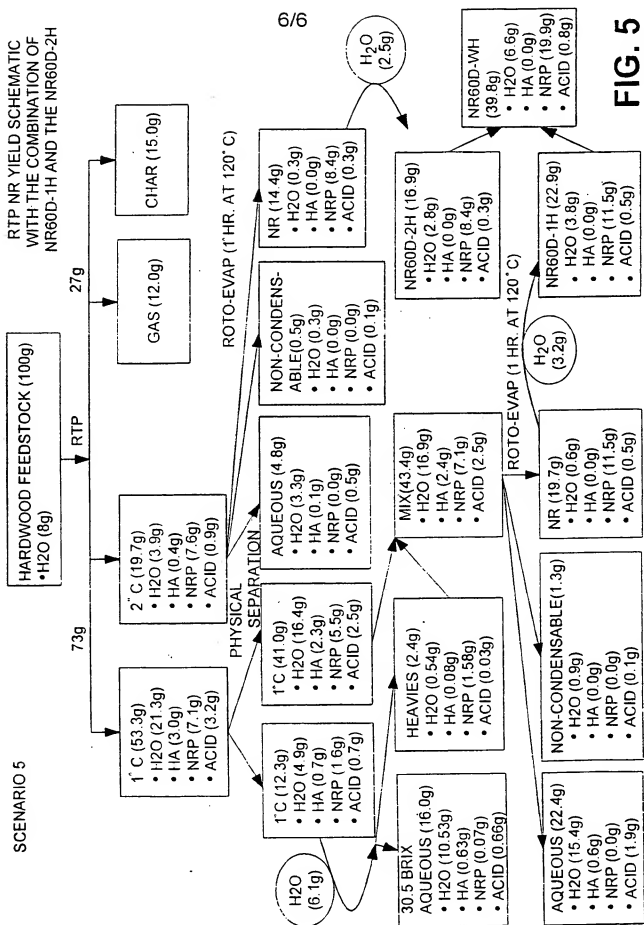 6/6
SCENARIO 5
RTP NR YIELD SCHEMATIC
WITH THE COMBINATION OF
NR60D-1H AND THE NR60D-2H
HARDWOOD FEEDSTOCK (100g)
•H2O (8g)
RTP
73g
27g
1° C (53.3g)
• H2O (21.3g)
• HA (3.0g)
• NRP (7.1g)
• ACID (3.2g)
2° C (19.7g)
• H2O (3.9g)
• HA (0.4g)
• NRP (7.6g)
• ACID (0.9g)
GAS (12.0g)
CHAR (15.0g)
PHYSICAL
SEPARATION
ROTO-EVAP (1 HR. AT 120° C)
1° C (12.3g)
• H2O (4.9g)
• HA (0.7g)
• NRP (1.6g)
• ACID (0.7g)
1° C (41.0g)
• H2O (16.4g)
• HA (2.3g)
• NRP (5.5g)
• ACID (2.5g)
AQUEOUS (4.8g)
• H2O (3.3g)
• HA (0.1g)
• NRP (0.0g)
• ACID (0.5g)
NON-CONDENS-
ABLE(0.5g)
• H2O (0.3g)
• HA (0.0g)
• NRP (0.0g)
• ACID (0.1g)
NR (14.4g)
• H2O (0.3g)
• HA (0.0g)
• NRP (8.4g)
• ACID (0.3g)
H2O
(2.5g)
H2O
(6.1g)
30.5 BRIX
AQUEOUS (16.0g)
• H2O (10.53g)
• HA (0.63g)
• NRP (0.07g)
• ACID (0.66g)
HEAVIES (2.4g)
• H2O (0.54g)
• HA (0.08g)
• NRP (1.58g)
• ACID (0.03g)
MIX(43.4g)
• H2O (16.9g)
• HA (2.4g)
• NRP (7.1g)
• ACID (2.5g)
NR60D-2H (16.9g)
• H2O (2.8g)
• HA (0.0g)
• NRP (8.4g)
• ACID (0.3g)
NR60D-WH
(39.8g)
• H2O (6.6g)
• HA (0.0g)
• NRP (19.9g)
• ACID (0.8g)
ROTO-EVAP (1 HR. AT 120° C)
AQUEOUS (22.4g)
• H2O (15.4g)
• HA (0.6g)
• NRP (0.0g)
• ACID (1.9g)
NON-CONDENSABLE(1.3g)
• H2O (0.9g)
• HA (0.0g)
• NRP (0.0g)
• ACID (0.1g)
NR (19.7g)
• H2O (0.6g)
• HA (0.0g)
• NRP (11.5g)
• ACID (0.5g)
H2O
(3.2g)
NR60D-1H (22.9g)
• H2O (3.8g)
• HA (0.0g)
• NRP (11.5g)
• ACID (0.5g)
FIG. 5